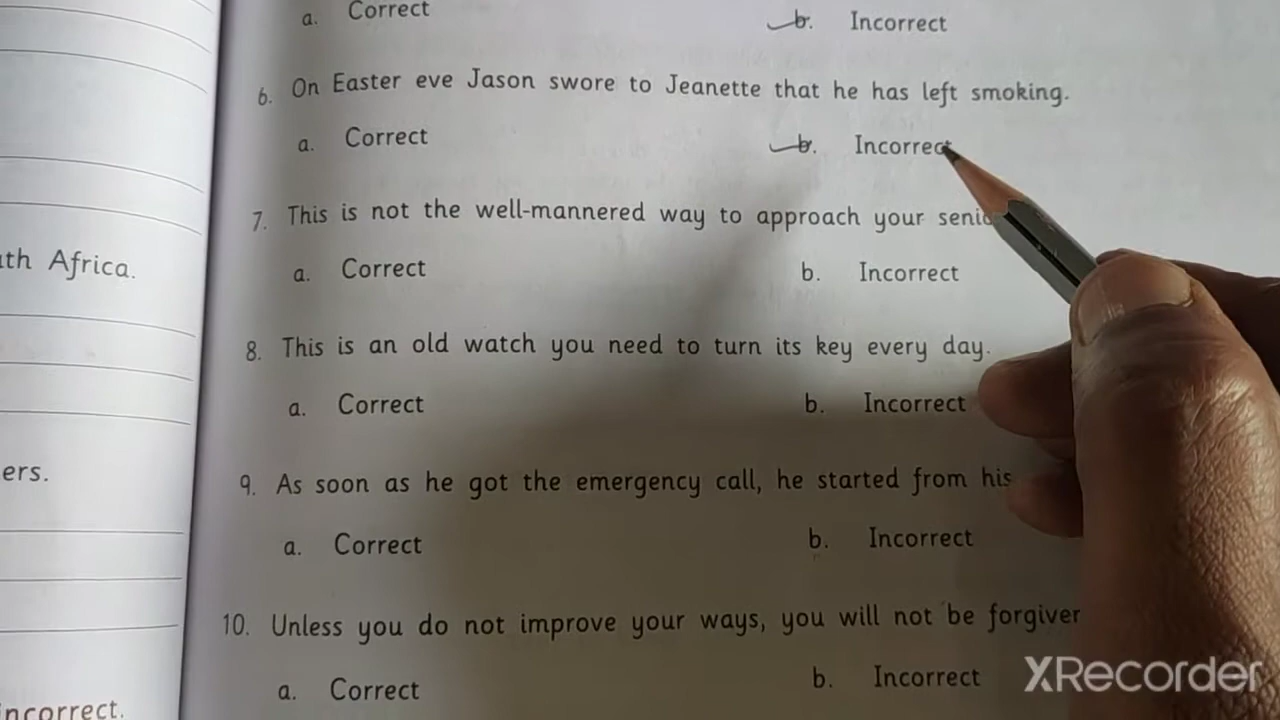 a. Correct b. Incorrect
6. On Easter eve Jason swore to Jeanette that he has left smoking.
a. Correct b. Incorrect
7. This is not the well-mannered way to approach your
a. Correct b. Incorrect
uth Africa.
8. This is an old watch you need to turn its key every day.
a. Correct b. Incorrect
ers.
9. As soon as he got the emergency call, he started from his
a. Correct b. Incorrect
10. Unless you do not improve your ways, you will not be
a. Correct b. Incorrect
ncorrect.
XRecorder